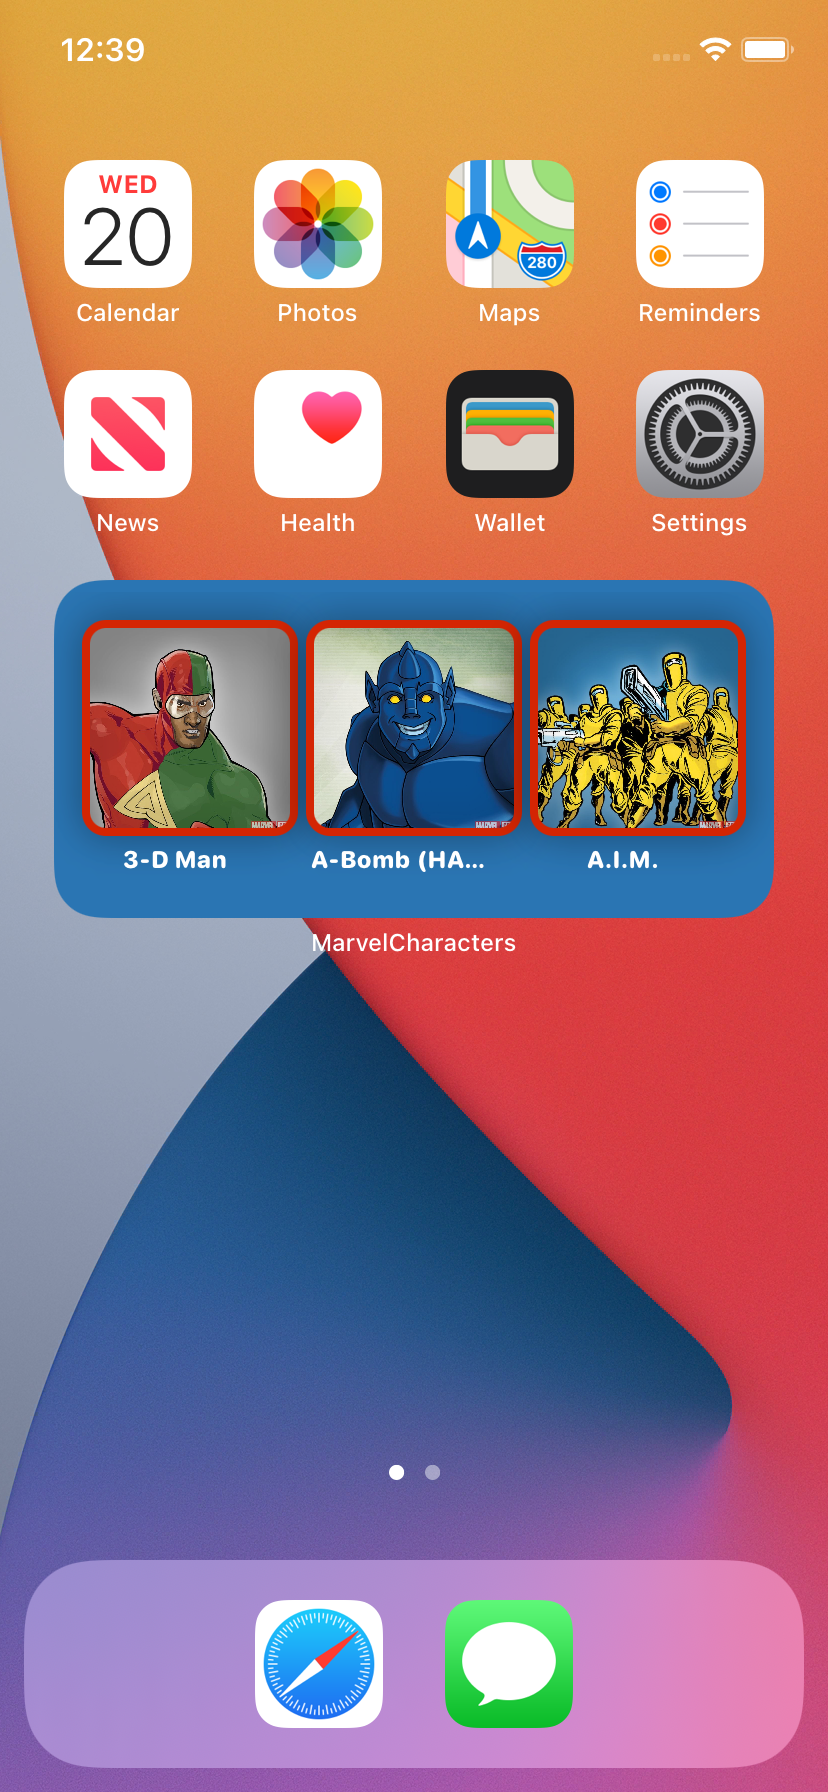 12:39
WED
20
280
Calendar
Photos
Maps
Reminders
News
Health
Wallet
Settings
3-D Man
A-Bomb (HA...
A.I.M.
MarvelCharacters